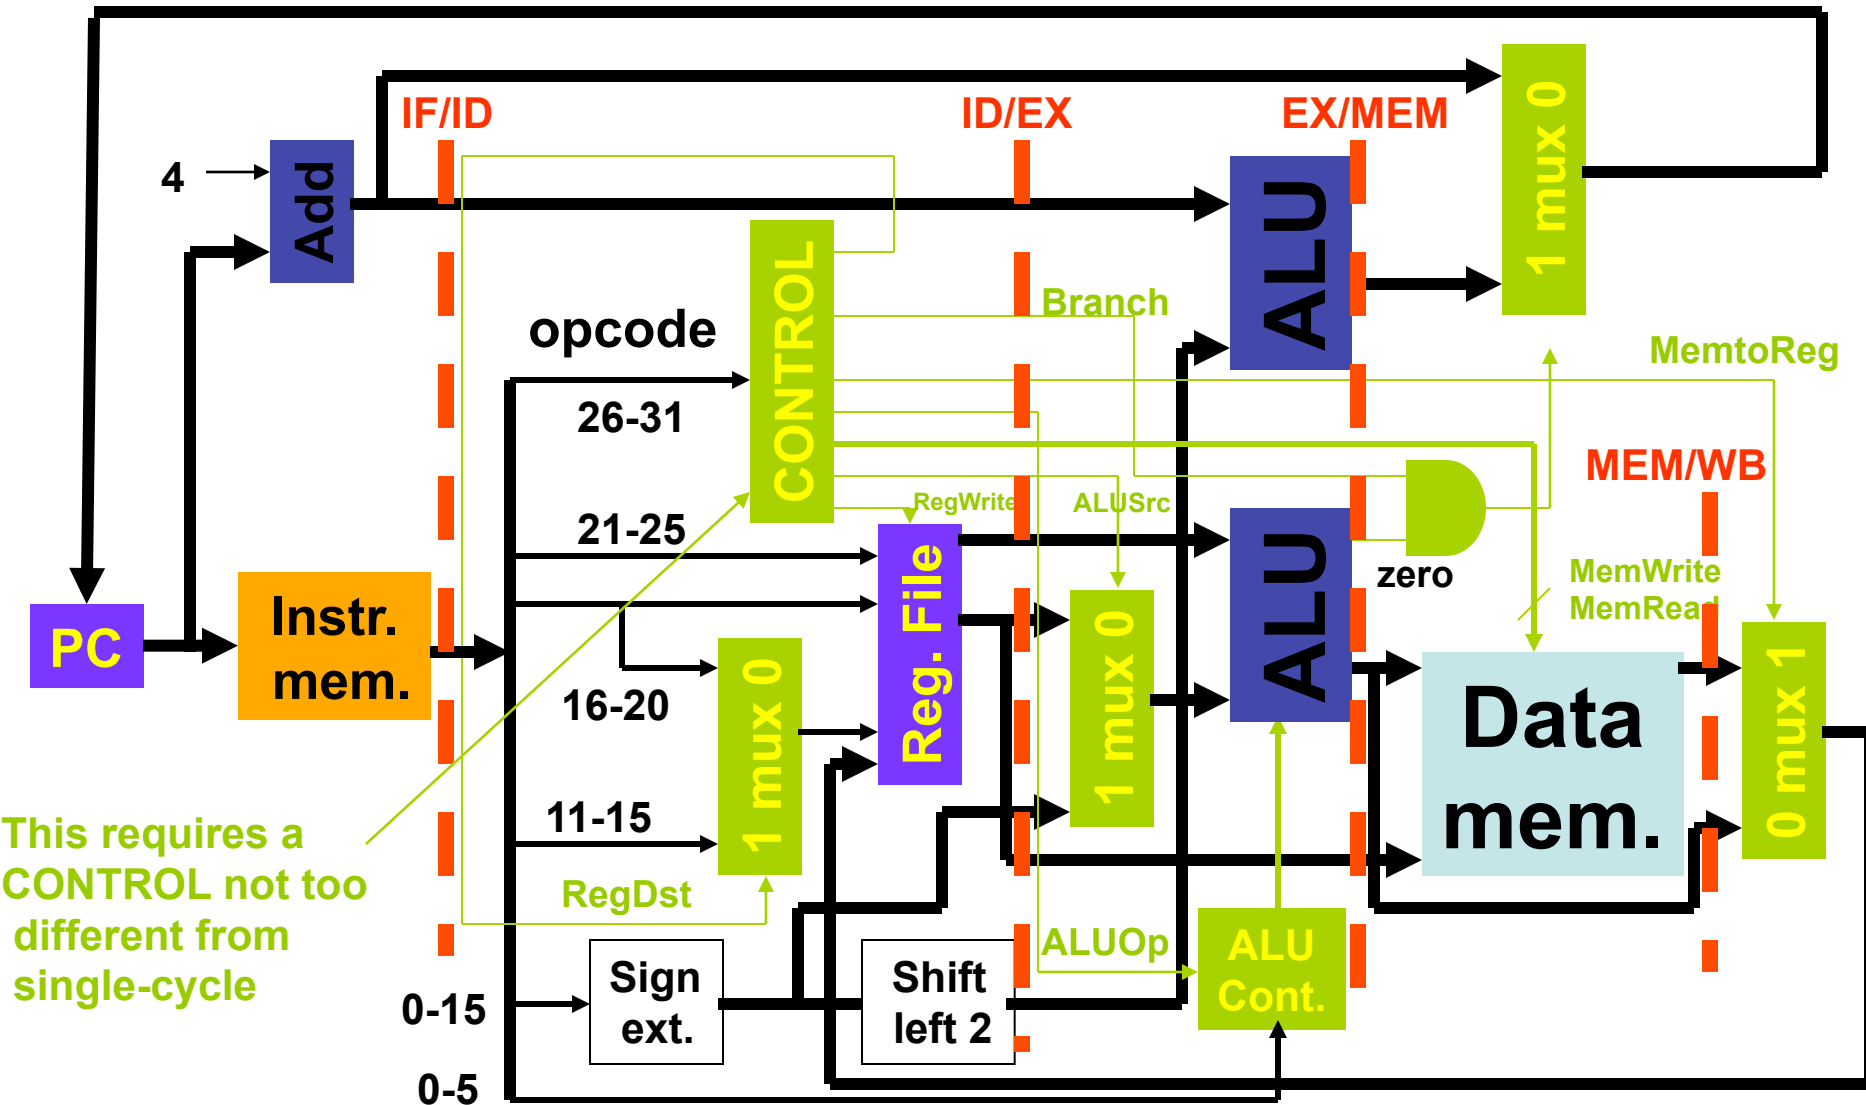 IF/ID
ID/EX
EX/MEM
1 mux 0
4
Add
ALU
CONTROL
Branch
opcode
MemtoReg
26-31
MEM/WB
RegWrite
ALUSrc
21-25
ALU
zero
MemWrite
MemRead
PC
Instr.
mem.
Reg. File
1 mux 0
16-20
1 mux 0
Data
mem.
0 mux 1
11-15
This requires a
CONTROL not too
different from
single-cycle
RegDst
ALUOp
ALU
Cont.
Sign
ext.
Shift
left 2
0-15
0-5